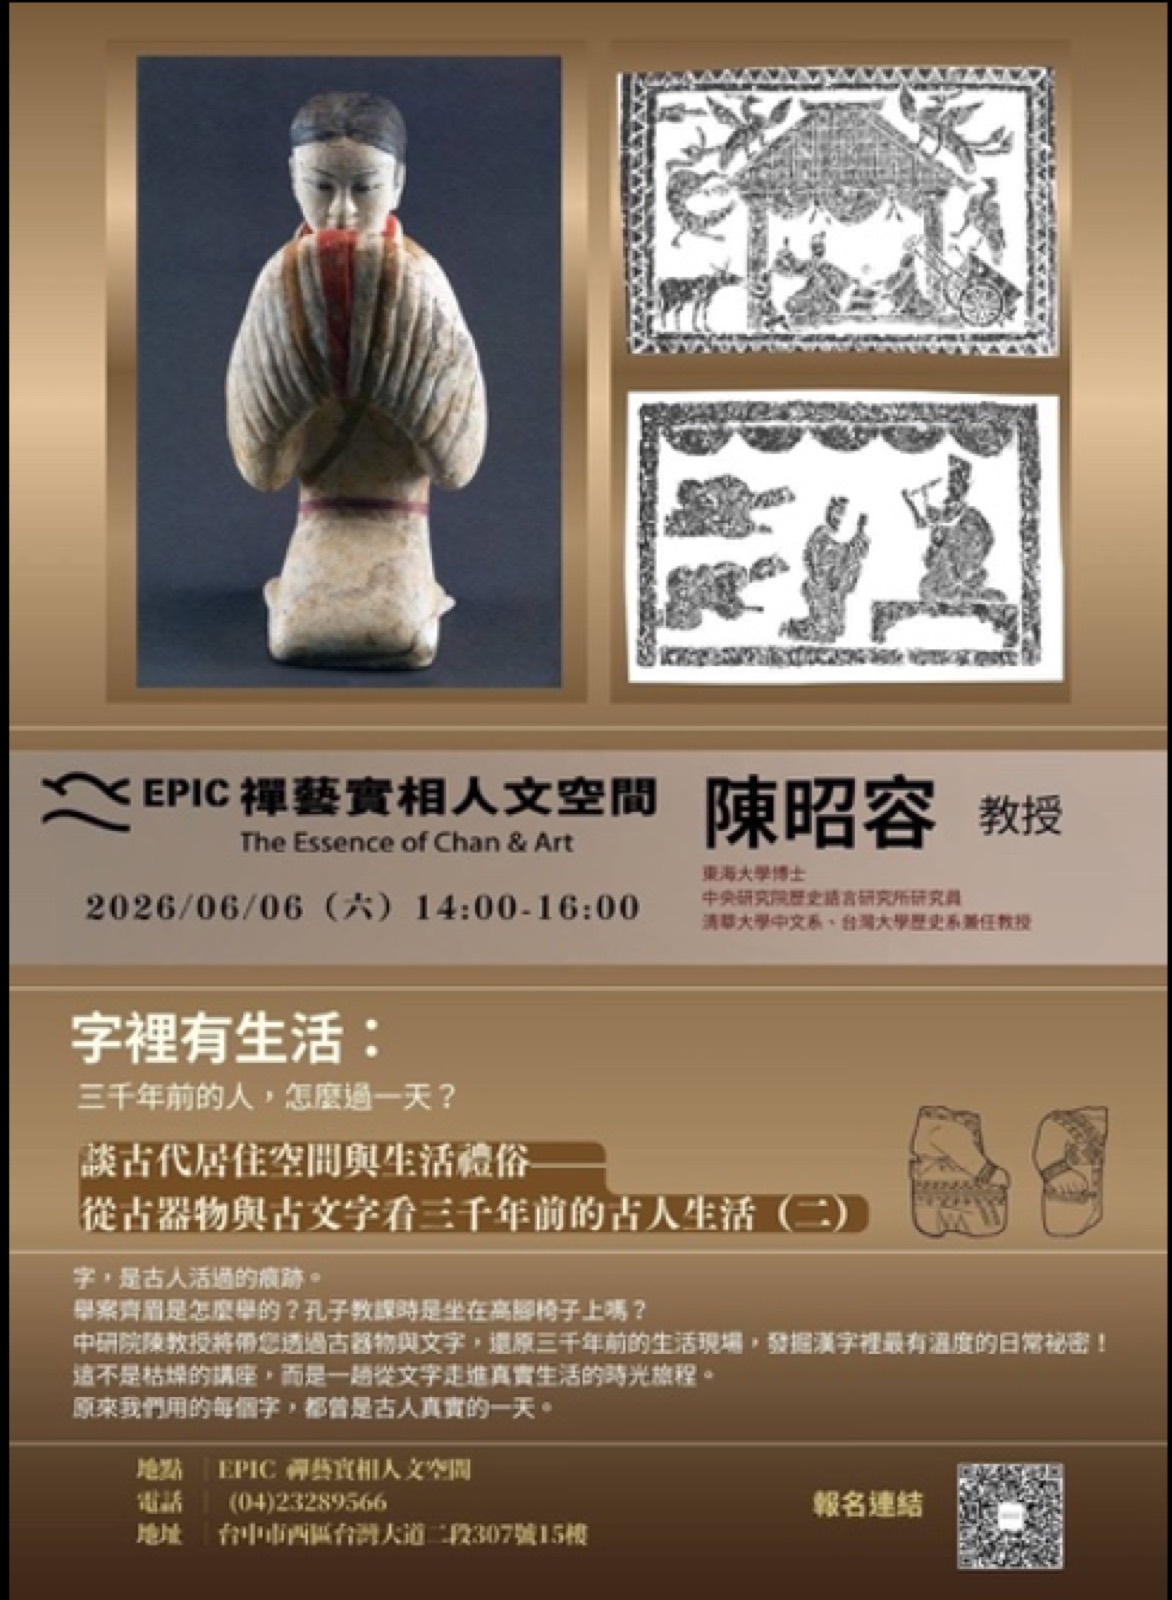 EPIC 禪藝實相人文空間
The Essence of Chan & Art
2026/06/06（六）14:00-16:00
陳昭容 教授
東海大學博士
中央研究院歷史語言研究所研究員
清華大學中文系、台灣大學歷史系兼任教授
字裡有生活：
三千年前的人，怎麼過一天？
談古代居住空間與生活禮俗——
從古器物與古文字看三千年前的古人生活（二）
字，是古人活過的痕跡。
舉案齊眉是怎麼舉的？孔子教課時是坐在高腳椅子上嗎？
中研院陳教授將帶您透過古器物與文字，還原三千年前的生活現場，發掘漢字裡最有溫度的日常祕密！
這不是枯燥的講座，而是一趟從文字走進真實生活的時光旅程。
原來我們用的每個字，都曾是古人真實的一天。
地點｜EPIC 禪藝實相人文空間
電話｜(04)23289566
地址｜台中市西區台灣大道二段307號15樓
報名連結